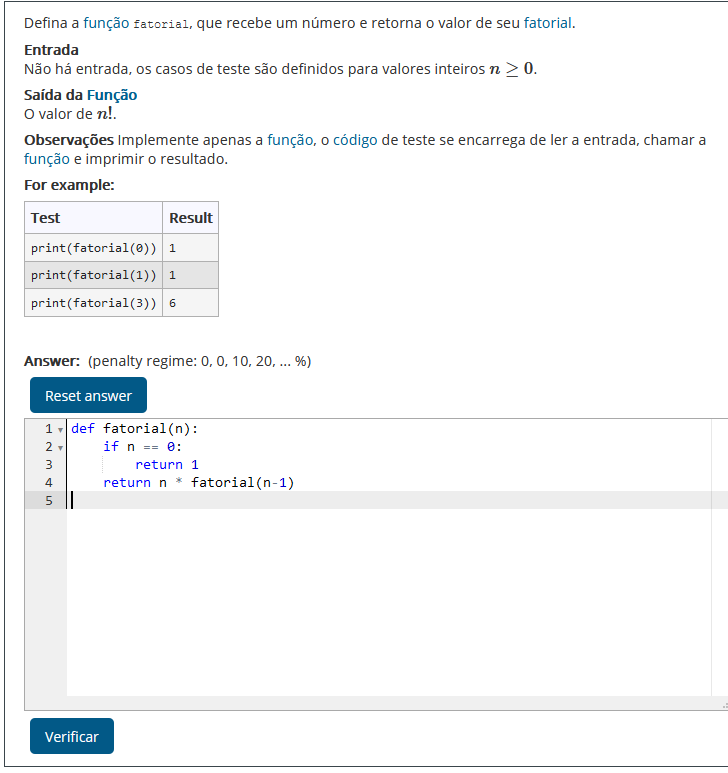 Defina a função fatorial, que recebe um número e retorna o valor de seu fatorial.
Entrada
Não há entrada, os casos de teste são definidos para valores inteiros n ≥ 0.
Saída da Função
O valor de n!.
Observações Implemente apenas a função, o código de teste se encarrega de ler a entrada, chamar a
função e imprimir o resultado.
For example:
Test Result
print(fatorial(0)) 1
print(fatorial(1)) 1
print(fatorial(3)) 6
Answer: (penalty regime: 0, 0, 10, 20, ... %)
Reset answer
1 def fatorial(n):
2     if n == 0:
3         return 1
4     return n * fatorial(n-1)
5
Verificar